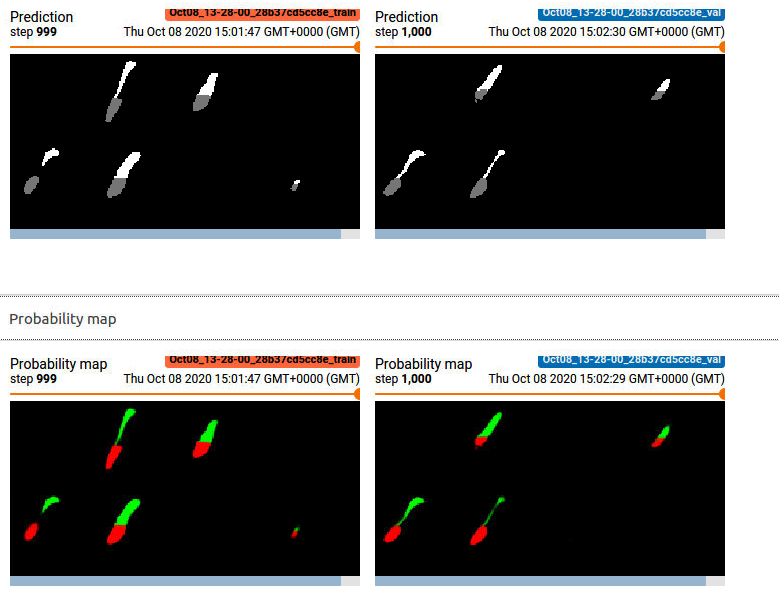 Prediction
Oct08_13-28-00_28b37cd5cc8e_train
step 999
Thu Oct 08 2020 15:01:47 GMT+0000 (GMT)
Prediction
Oct08_13-28-00_28b37cd5cc8e_val
step 1,000
Thu Oct 08 2020 15:02:30 GMT+0000 (GMT)
Probability map
Probability map
Oct08_13-28-00_28b37cd5cc8e_train
step 999
Thu Oct 08 2020 15:01:47 GMT+0000 (GMT)
Probability map
Oct08_13-28-00_28b37cd5cc8e_val
step 1,000
Thu Oct 08 2020 15:02:29 GMT+0000 (GMT)